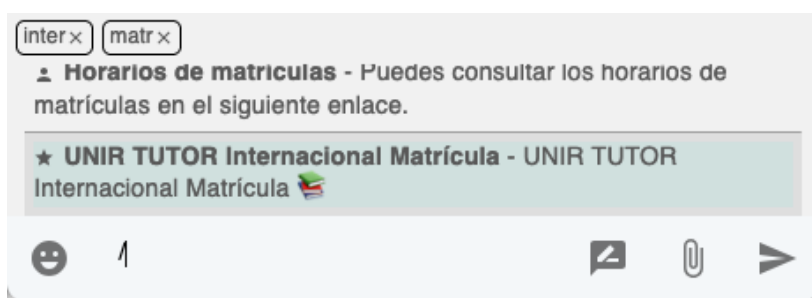 inter× matr×
Horarios de matrículas - Puedes consultar los horarios de
matrículas en el siguiente enlace.
★ UNIR TUTOR Internacional Matrícula - UNIR TUTOR
Internacional Matrícula 📚